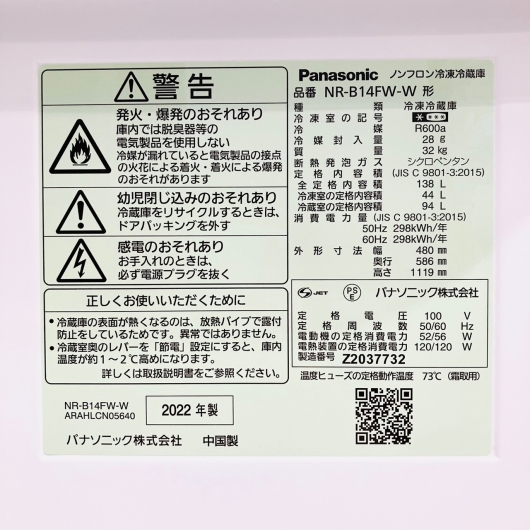 警告
発火・爆発のおそれあり
庫内では脱臭器等の
電気製品を使用しない
冷媒が漏れていると電気製品の接点
の火花による着火・着火による爆発
のおそれがあります
幼児閉じ込みのおそれあり
冷蔵庫をリサイクルするときは、
ドアパッキングを外す
感電のおそれあり
お手入れのときは、
必ず電源プラグを抜く
正しくお使いいただくために
●冷蔵庫の表面が熱くなるのは、放熱パイプで露付
防止をしているためです。異常ではありません。
●冷蔵室奥のレバーを「節電」設定にすると、庫内
温度が約1~2℃高めになります。
詳しくは取扱説明書をご参照ください。
NR-B14FW-W
ARAHLCN05640
2022年製
パナソニック株式会社 中国製
Panasonic ノンフロン冷凍冷蔵庫
品番 NR-B14FW-W 形
種類 冷凍冷蔵庫
冷凍室の記号 ****
冷媒 R600a
冷媒封入量 28 g
質量 32 kg
断熱発泡ガス シクロペンタン
定格内容積 (JIS C 9801-3:2015)
全定格内容積 138 L
冷凍室の定格内容積 44 L
冷蔵室の定格内容積 94 L
消費電力量 (JIS C 9801-3:2015)
50Hz 298kWh/年
60Hz 298kWh/年
外形寸法 幅 480 mm
奥行 586 mm
高さ 1119 mm
S JET PS E パナソニック株式会社
定格電圧 100 V
定格周波数 50/60 Hz
電動機の定格消費電力 52/56 W
電熱装置の定格消費電力 120/120 W
製造番号 Z2037732
温度ヒューズの定格動作温度 73℃ (霜取用)